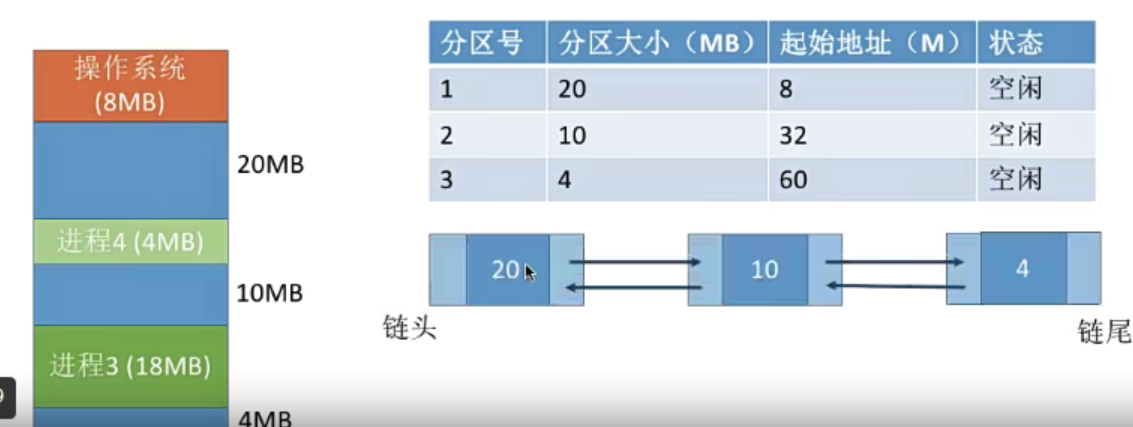 操作系统
(8MB)
20MB
进程4 (4MB)
10MB
进程3 (18MB)
4MB
9
分区号 分区大小（MB） 起始地址（M） 状态
1 20 8 空闲
2 10 32 空闲
3 4 60 空闲
20 10 4
链头 链尾